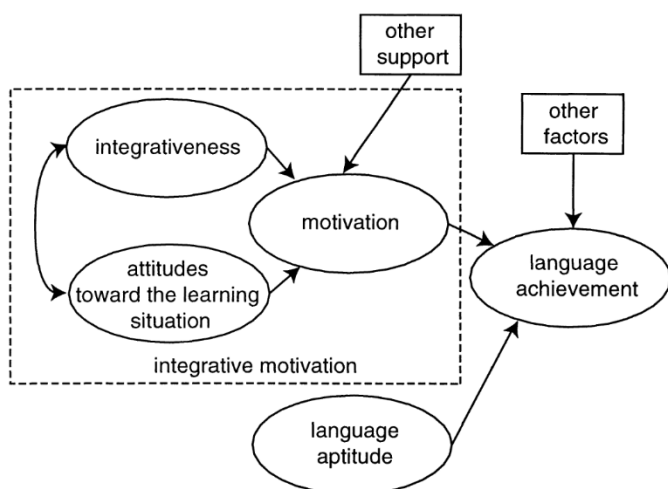 other
support
other
factors
integrativeness
motivation
attitudes
toward the learning
situation
language
achievement
integrative motivation
language
aptitude